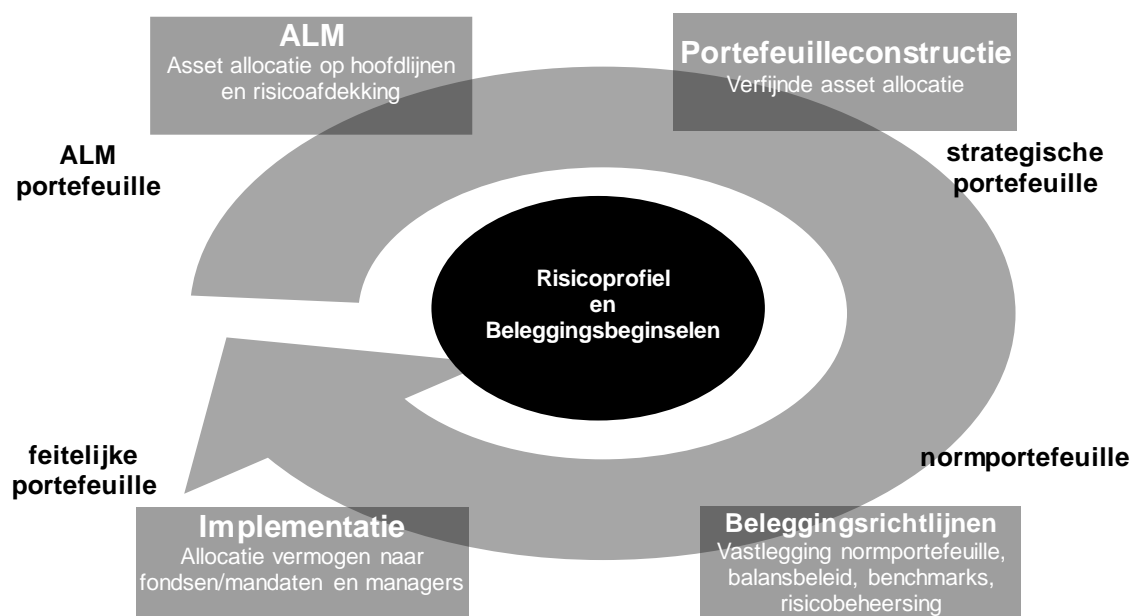 ALM
Asset allocatie op hoofdlijnen
en risicoafdekking
Portefeuilleconstructie
Verfijnde asset allocatie
ALM
portefeuille
strategische
portefeuille
Risicoprofiel
en
Beleggingsbeginselen
feitelijke
portefeuille
normportefeuille
Implementatie
Allocatie vermogen naar
fondsen/mandaten en managers
Beleggingsrichtlijnen
Vastlegging normportefeuille,
balansbeleid, benchmarks,
risicobeheersing